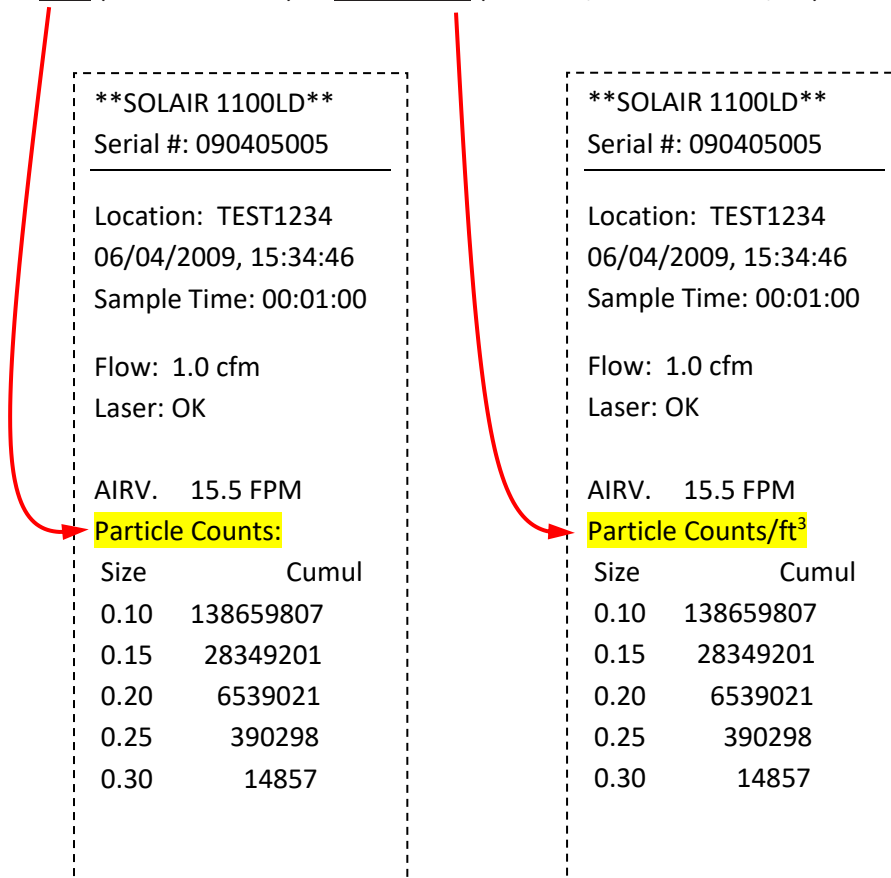 **SOLAIR 1100LD**
Serial #: 090405005
Location: TEST1234
06/04/2009, 15:34:46
Sample Time: 00:01:00
Flow: 1.0 cfm
Laser: OK
AIRV. 15.5 FPM
Particle Counts:
Size Cumul
0.10 138659807
0.15 28349201
0.20 6539021
0.25 390298
0.30 14857
**SOLAIR 1100LD**
Serial #: 090405005
Location: TEST1234
06/04/2009, 15:34:46
Sample Time: 00:01:00
Flow: 1.0 cfm
Laser: OK
AIRV. 15.5 FPM
Particle Counts/ft³
Size Cumul
0.10 138659807
0.15 28349201
0.20 6539021
0.25 390298
0.30 14857